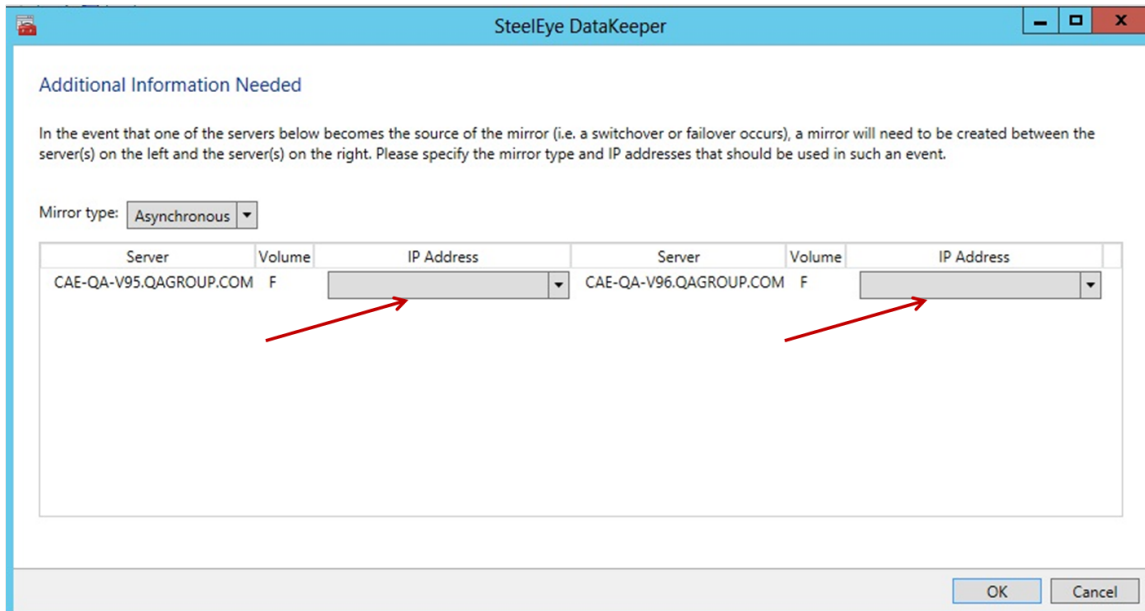 SteelEye DataKeeper
Additional Information Needed
In the event that one of the servers below becomes the source of the mirror (i.e. a switchover or failover occurs), a mirror will need to be created between the
server(s) on the left and the server(s) on the right. Please specify the mirror type and IP addresses that should be used in such an event.
Mirror type: Asynchronous
Server Volume IP Address Server Volume IP Address
CAE-QA-V95.QAGROUP.COM F CAE-QA-V96.QAGROUP.COM F
OK Cancel